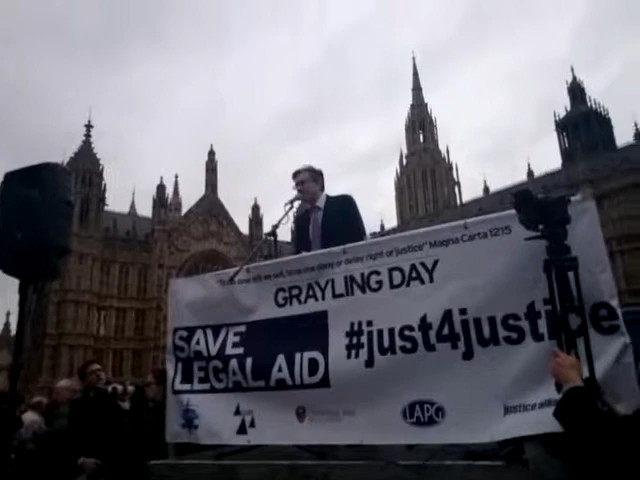 "To no one will we sell, to no one deny or delay right or justice" Magna Carta 1215
GRAYLING DAY
SAVE
LEGAL AID
#just4justice
LAPG
justice